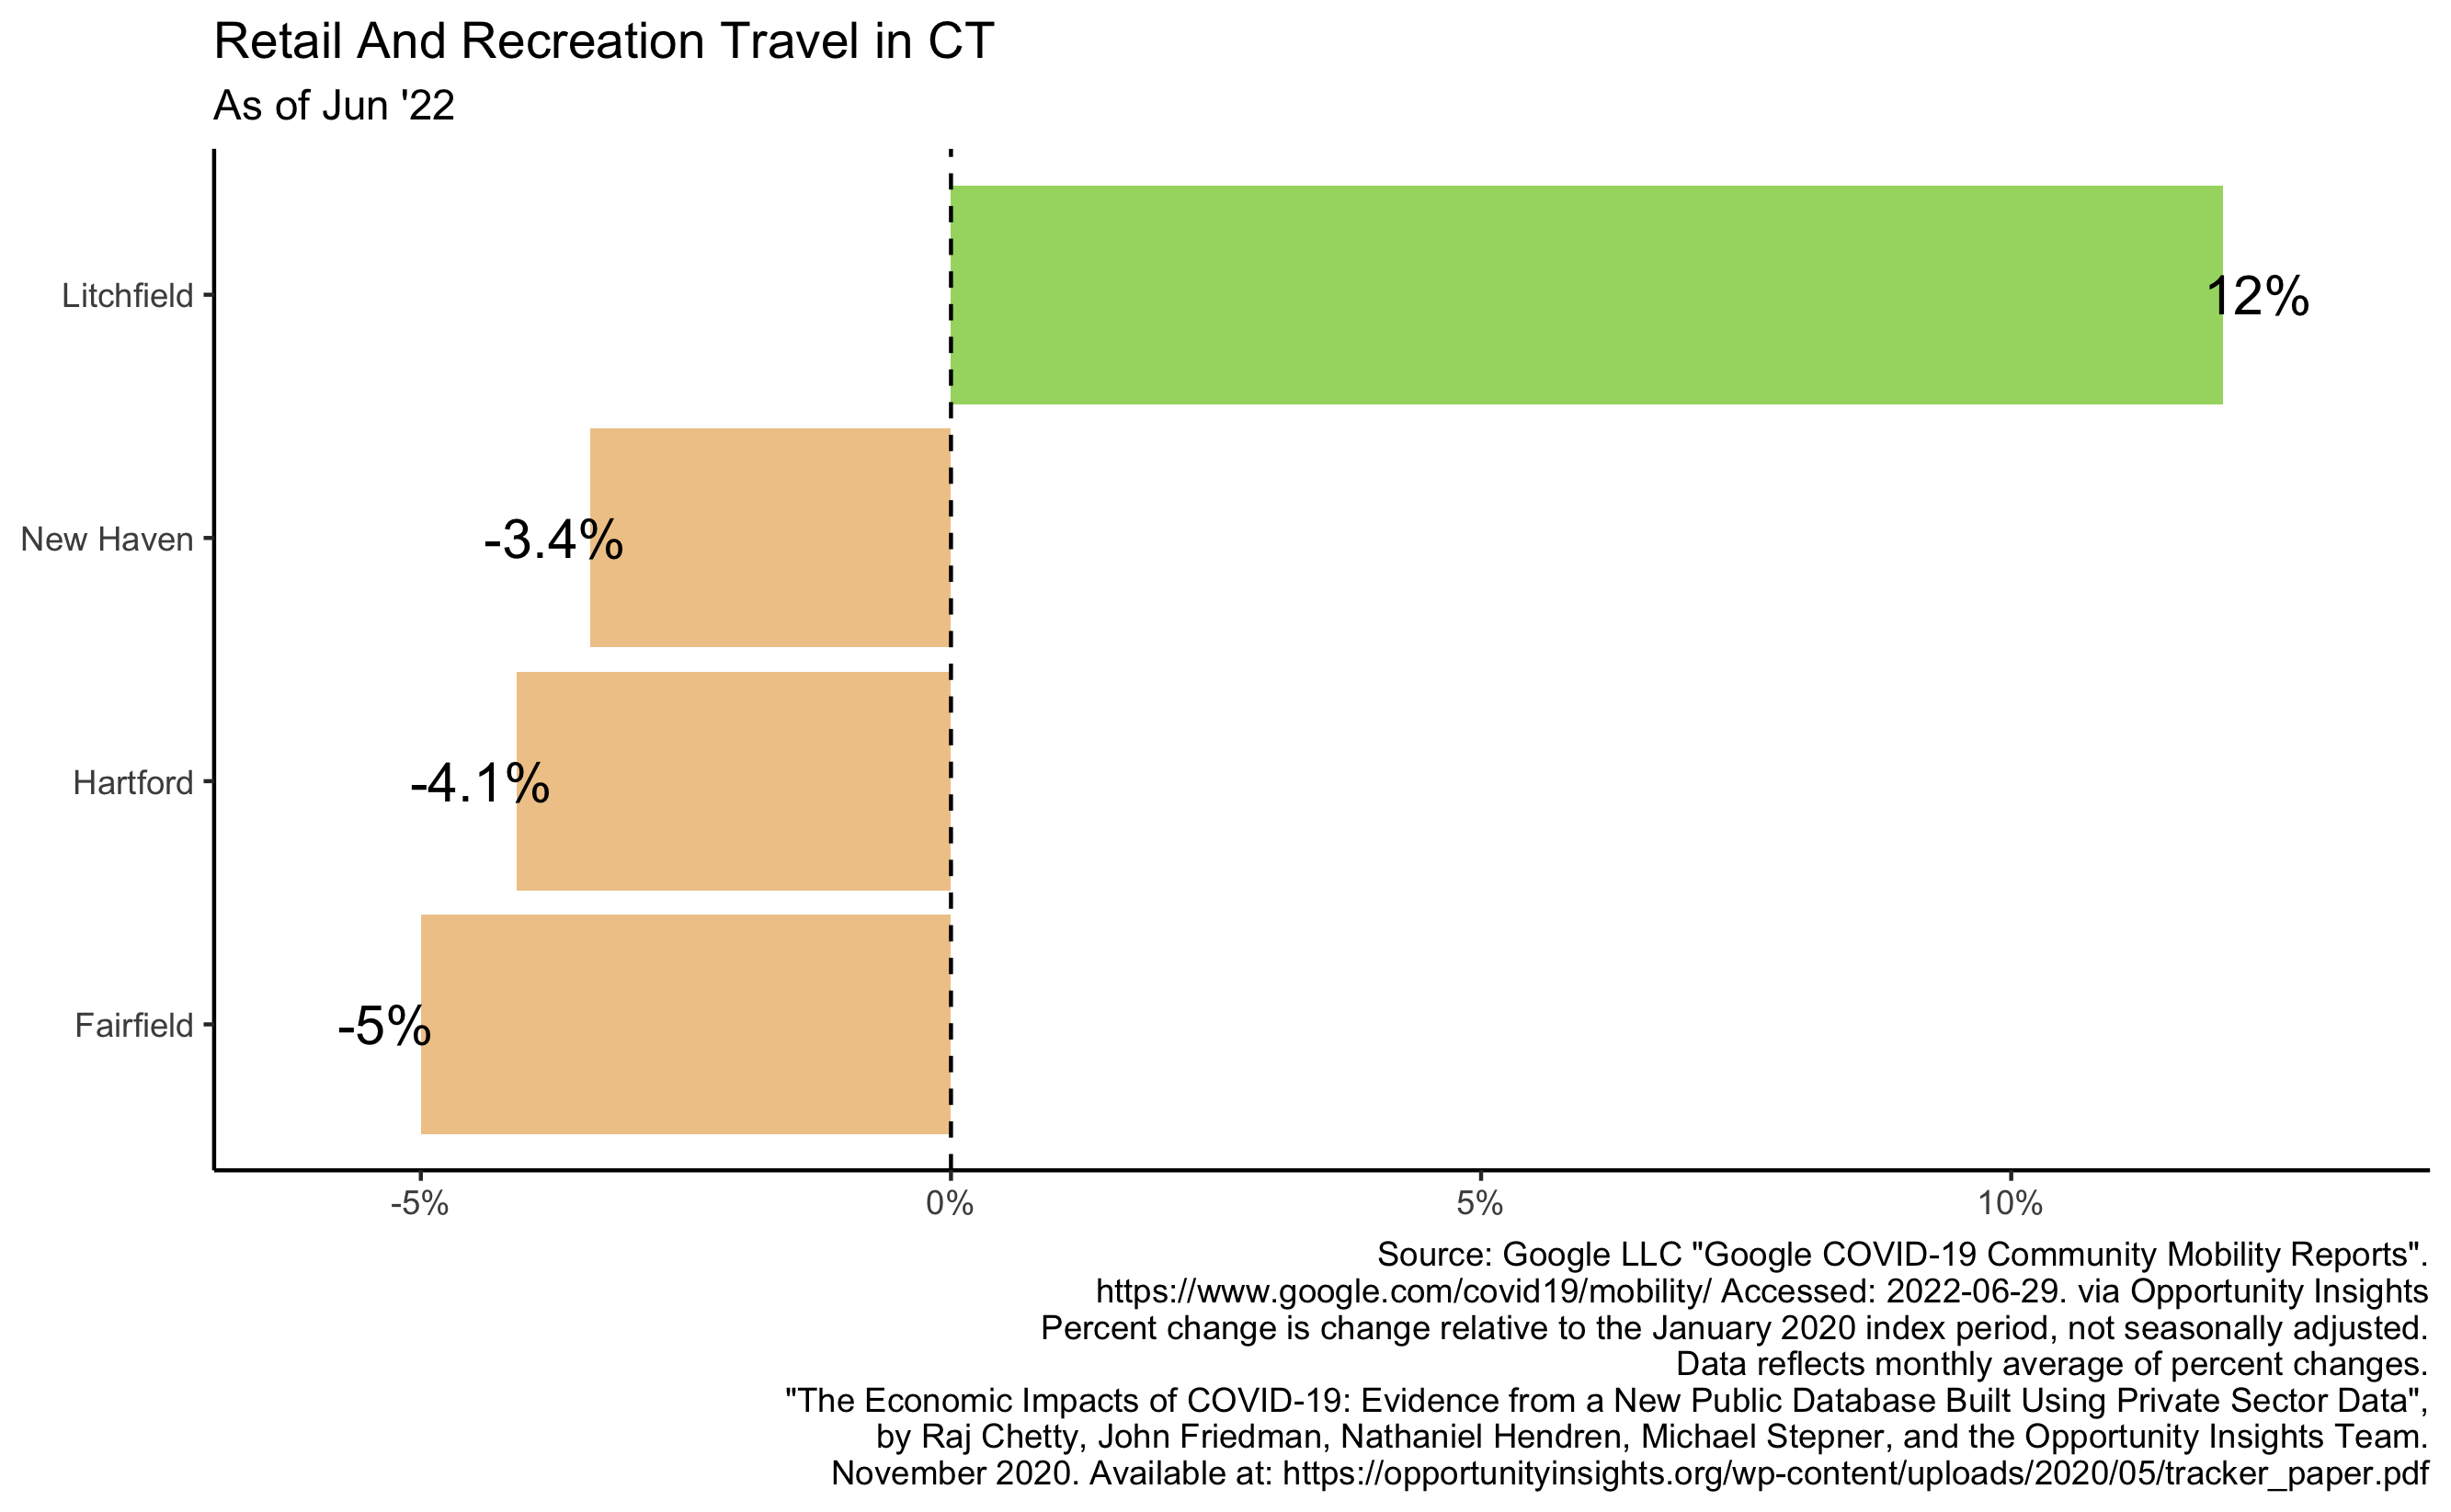 Retail And Recreation Travel in CT
As of Jun '22
Litchfield
12%
New Haven
-3.4%
Hartford
-4.1%
Fairfield
-5%
-5%
0%
5%
10%
Source: Google LLC "Google COVID-19 Community Mobility Reports".
https://www.google.com/covid19/mobility/ Accessed: 2022-06-29. via Opportunity Insights
Percent change is change relative to the January 2020 index period, not seasonally adjusted.
Data reflects monthly average of percent changes.
"The Economic Impacts of COVID-19: Evidence from a New Public Database Built Using Private Sector Data",
by Raj Chetty, John Friedman, Nathaniel Hendren, Michael Stepner, and the Opportunity Insights Team.
November 2020. Available at: https://opportunityinsights.org/wp-content/uploads/2020/05/tracker_paper.pdf